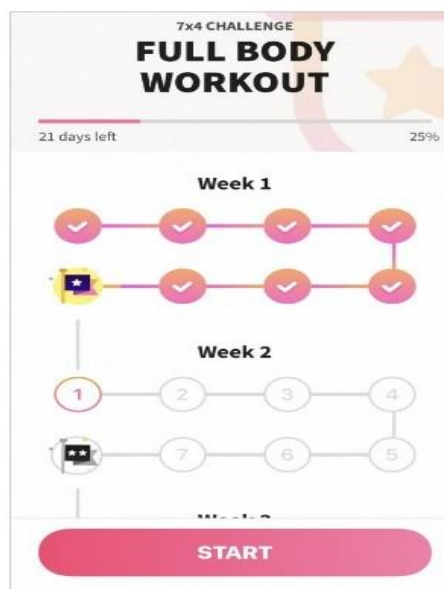 7x4 CHALLENGE
FULL BODY
WORKOUT
21 days left 25%
Week 1
Week 2
1 2 3 4
7 6 5
START